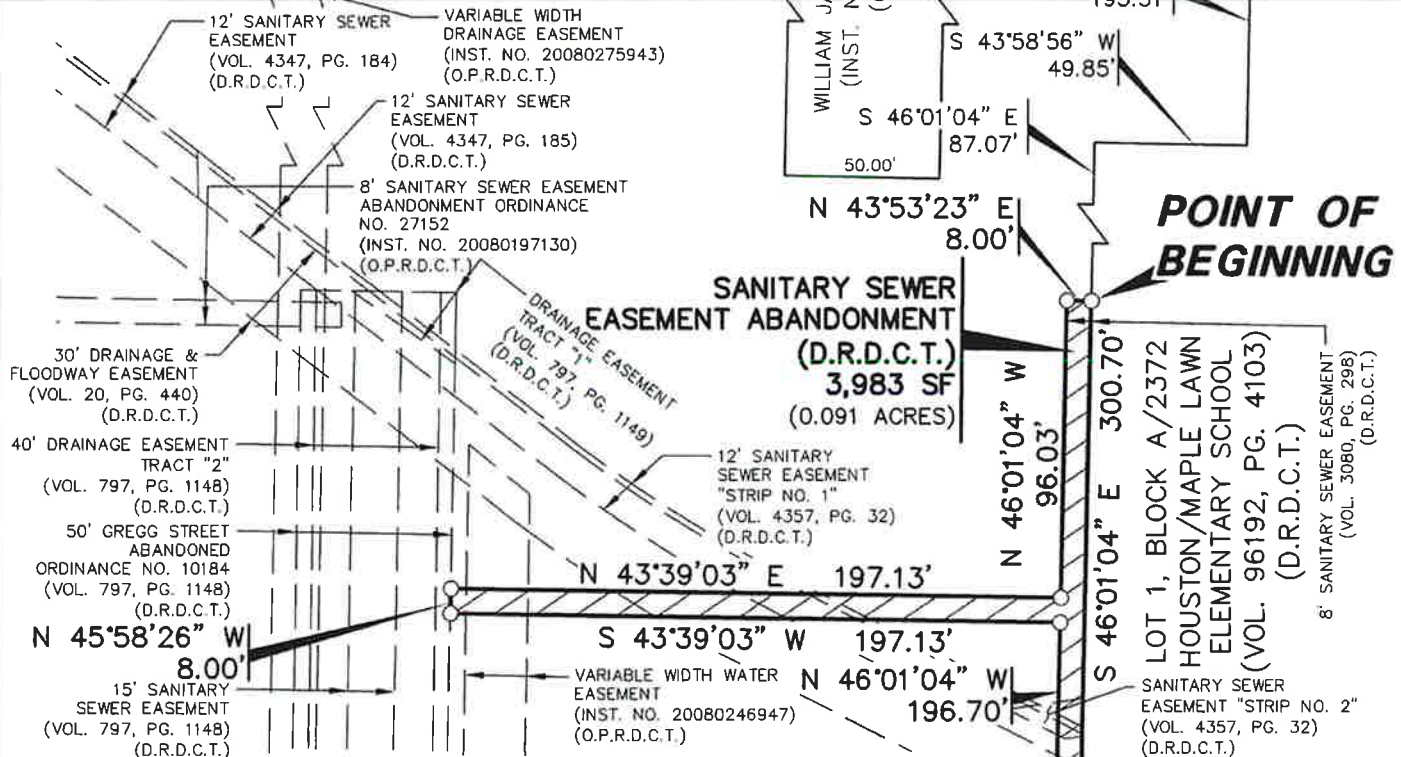 12' SANITARY SEWER
EASEMENT
(VOL. 4347, PG. 184)
(D.R.D.C.T.)
VARIABLE WIDTH
DRAINAGE EASEMENT
(INST. NO. 20080275943)
(O.P.R.D.C.T.)
12' SANITARY SEWER
EASEMENT
(VOL. 4347, PG. 185)
(D.R.D.C.T.)
8' SANITARY SEWER EASEMENT
ABANDONMENT ORDINANCE
NO. 27152
(INST. NO. 20080197130)
(O.P.R.D.C.T.)
WILLIAM
(INST.
50.00'
S 43°58'56" W
49.85'
S 46°01'04" E
87.07'
N 43°53'23" E
8.00'
POINT OF
BEGINNING
SANITARY SEWER
EASEMENT ABANDONMENT
(D.R.D.C.T.)
3,983 SF
(0.091 ACRES)
DRAINAGE EASEMENT
TRACT "1"
(VOL. 797, PG. 1149)
(D.R.D.C.T.)
30' DRAINAGE &
FLOODWAY EASEMENT
(VOL. 20, PG. 440)
(D.R.D.C.T.)
40' DRAINAGE EASEMENT
TRACT "2"
(VOL. 797, PG. 1148)
(D.R.D.C.T.)
50' GREGG STREET
ABANDONED
ORDINANCE NO. 10184
(VOL. 797, PG. 1148)
(D.R.D.C.T.)
N 45°58'26" W
8.00'
15' SANITARY
SEWER EASEMENT
(VOL. 797, PG. 1148)
(D.R.D.C.T.)
12' SANITARY
SEWER EASEMENT
"STRIP NO. 1"
(VOL. 4357, PG. 32)
(D.R.D.C.T.)
N 46°01'04" W
96.03'
S 46°01'04" E 300.70'
LOT 1, BLOCK A/2372
HOUSTON/MAPLE LAWN
ELEMENTARY SCHOOL
(VOL. 96192, PG. 4103)
(D.R.D.C.T.)
8' SANITARY SEWER EASEMENT
(VOL. 3080, PG. 298)
(D.R.D.C.T.)
N 43°39'03" E 197.13'
S 43°39'03" W 197.13'
VARIABLE WIDTH WATER
EASEMENT
(INST. NO. 20080246947)
(O.P.R.D.C.T.)
N 46°01'04" W
196.70'
SANITARY SEWER
EASEMENT "STRIP NO. 2"
(VOL. 4357, PG. 32)
(D.R.D.C.T.)